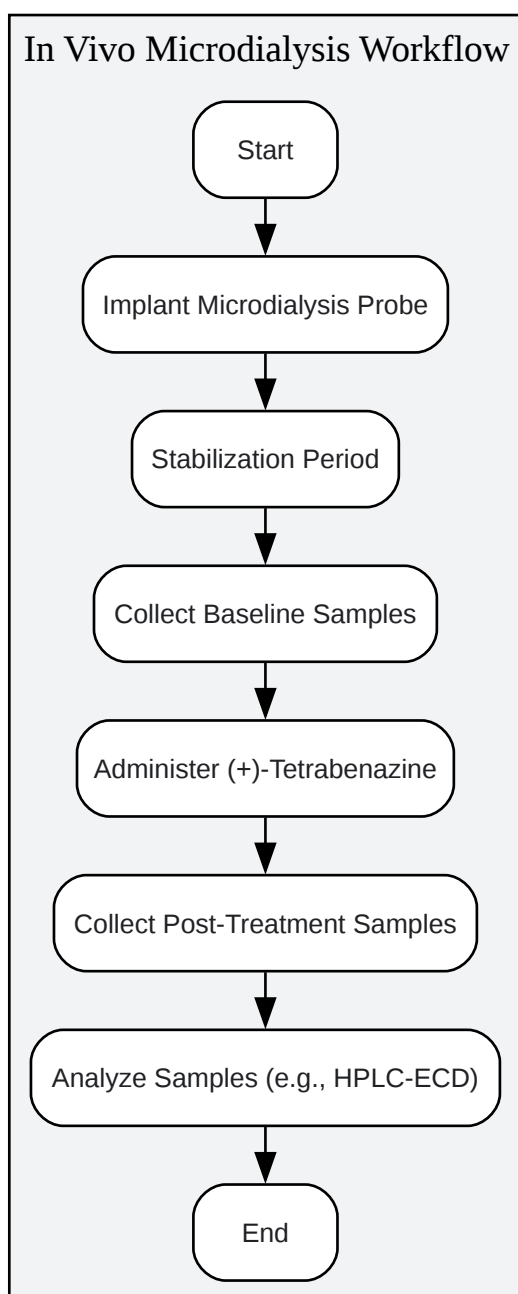 In Vivo Microdialysis Workflow
Start
Implant Microdialysis Probe
Stabilization Period
Collect Baseline Samples
Administer (+)-Tetrabenazine
Collect Post-Treatment Samples
Analyze Samples (e.g., HPLC-ECD)
End